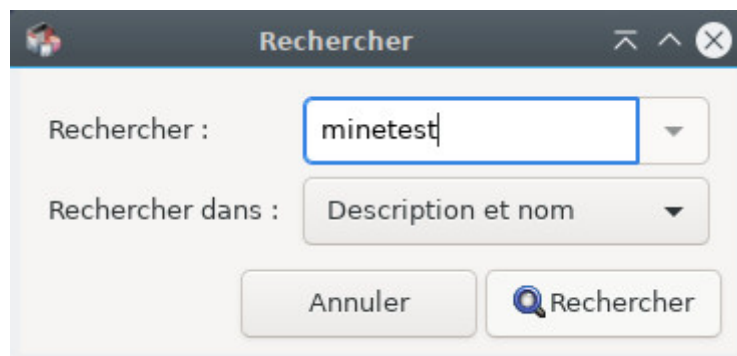 Rechercher
Rechercher : minetest
Rechercher dans : Description et nom
Annuler Rechercher